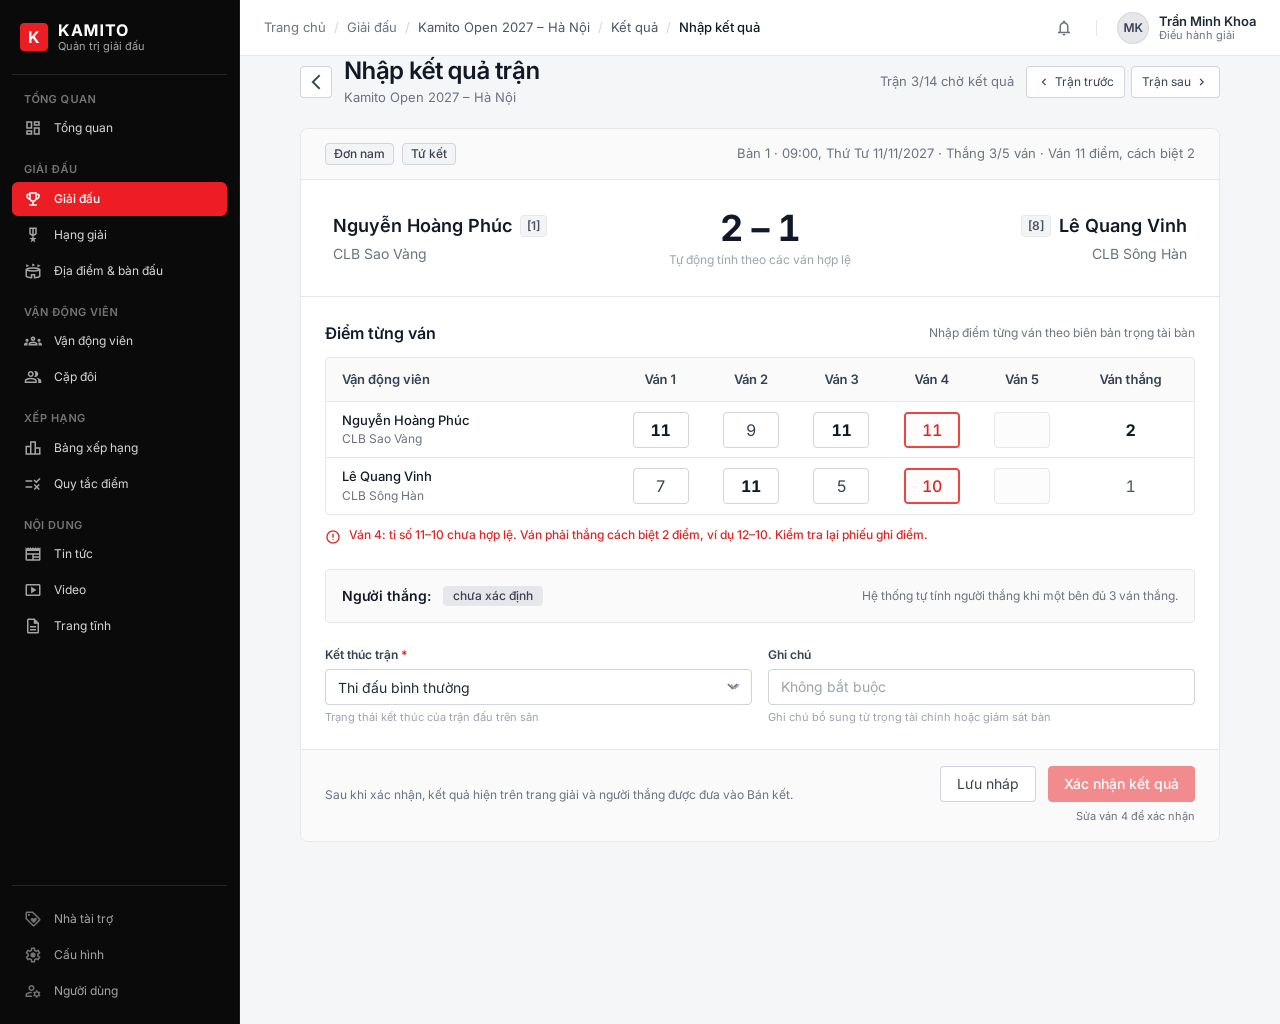 K KAMITO
Quản trị giải đấu
TỔNG QUAN
Tổng quan
GIẢI ĐẤU
Giải đấu
Hạng giải
Địa điểm & bàn đấu
VẬN ĐỘNG VIÊN
Vận động viên
Cặp đôi
XẾP HẠNG
Bảng xếp hạng
Quy tắc điểm
NỘI DUNG
Tin tức
Video
Trang tĩnh
Nhà tài trợ
Cấu hình
Người dùng
Trang chủ / Giải đấu / Kamito Open 2027 – Hà Nội / Kết quả / Nhập kết quả
MK Trần Minh Khoa
Điều hành giải
Nhập kết quả trận
Kamito Open 2027 – Hà Nội
Trận 3/14 chờ kết quả Trận trước Trận sau
Đơn nam Tứ kết Bàn 1 · 09:00, Thứ Tư 11/11/2027 · Thắng 3/5 ván · Ván 11 điểm, cách biệt 2
Nguyễn Hoàng Phúc [1] 2 – 1 [8] Lê Quang Vinh
CLB Sao Vàng Tự động tính theo các ván hợp lệ CLB Sông Hàn
Điểm từng ván Nhập điểm từng ván theo biên bản trọng tài bàn
Vận động viên Ván 1 Ván 2 Ván 3 Ván 4 Ván 5 Ván thắng
Nguyễn Hoàng Phúc 11 9 11 11 2
CLB Sao Vàng
Lê Quang Vinh 7 11 5 10 1
CLB Sông Hàn
Ván 4: tỉ số 11–10 chưa hợp lệ. Ván phải thắng cách biệt 2 điểm, ví dụ 12–10. Kiểm tra lại phiếu ghi điểm.
Người thắng: chưa xác định Hệ thống tự tính người thắng khi một bên đủ 3 ván thắng.
Kết thúc trận * Ghi chú
Thi đấu bình thường Không bắt buộc
Trạng thái kết thúc của trận đấu trên sân Ghi chú bổ sung từ trọng tài chính hoặc giám sát bàn
Sau khi xác nhận, kết quả hiện trên trang giải và người thắng được đưa vào Bán kết. Lưu nháp Xác nhận kết quả
Sửa ván 4 để xác nhận